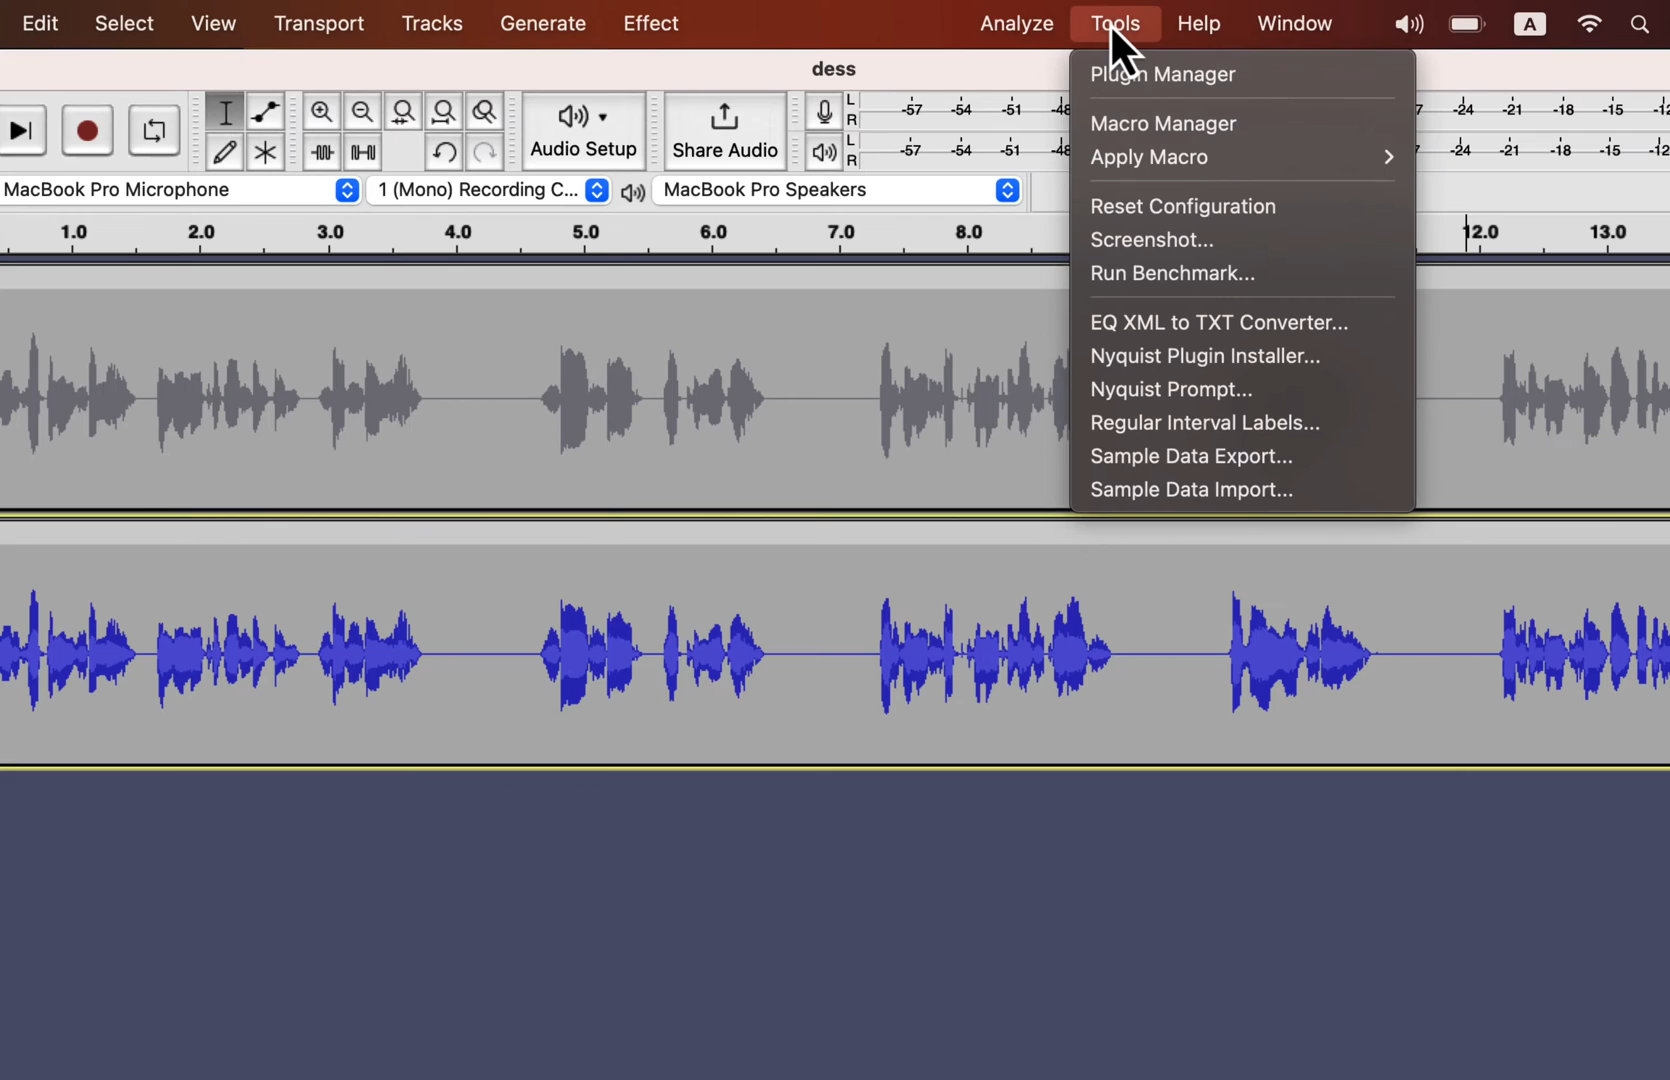 Edit Select View Transport Tracks Generate Effect Analyze Tools Help Window A
dess
Audio Setup
Share Audio
L
R
-57 -54 -51 -48
7 -24 -21 -18 -15 -12
L
R
-57 -54 -51 -48
7 -24 -21 -18 -15 -12
MacBook Pro Microphone
1 (Mono) Recording C...
MacBook Pro Speakers
1.0 2.0 3.0 4.0 5.0 6.0 7.0 8.0 12.0 13.0
Plugin Manager
Macro Manager
Apply Macro
Reset Configuration
Screenshot...
Run Benchmark...
EQ XML to TXT Converter...
Nyquist Plugin Installer...
Nyquist Prompt...
Regular Interval Labels...
Sample Data Export...
Sample Data Import...